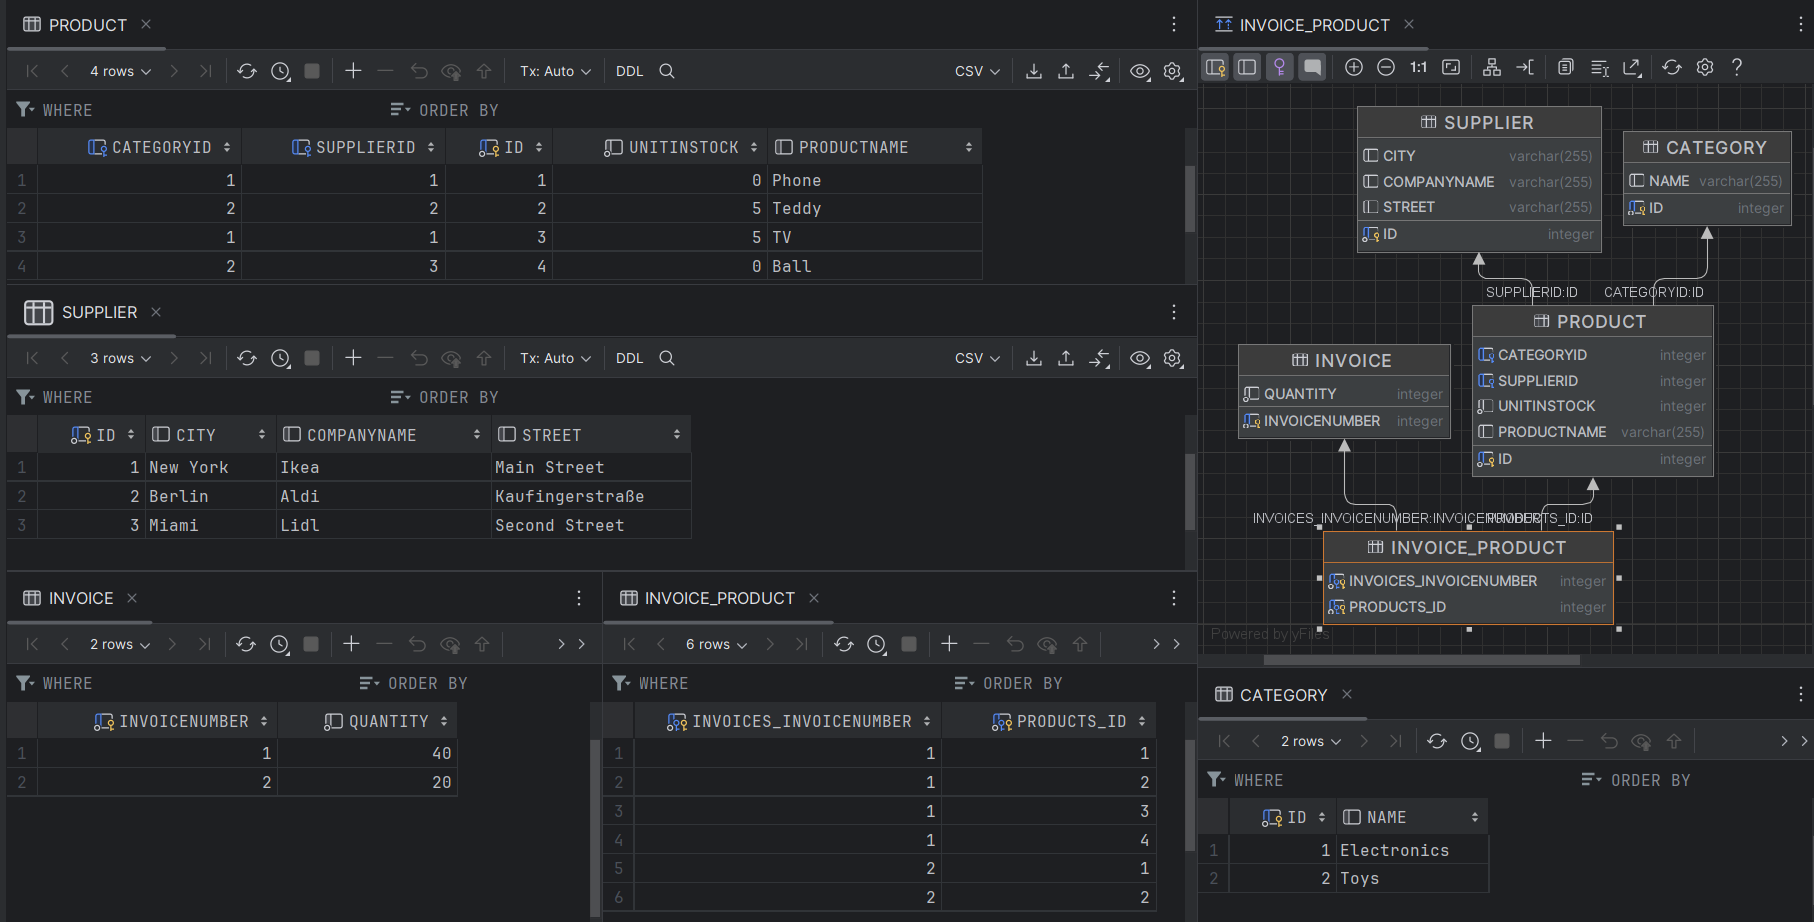 PRODUCT
4 rows Tx: Auto DDL CSV
WHERE ORDER BY
CATEGORYID SUPPLIERID ID UNITINSTOCK PRODUCTNAME
1 1 1 1 0 Phone
2 2 2 2 5 Teddy
3 1 1 3 5 TV
4 2 3 4 0 Ball
SUPPLIER
3 rows Tx: Auto DDL CSV
WHERE ORDER BY
ID CITY COMPANYNAME STREET
1 1 New York Ikea Main Street
2 2 Berlin Aldi Kaufingerstraße
3 3 Miami Lidl Second Street
INVOICE
2 rows
WHERE ORDER BY
INVOICENUMBER QUANTITY
1 1 40
2 2 20
INVOICE_PRODUCT
6 rows
WHERE ORDER BY
INVOICES_INVOICENUMBER PRODUCTS_ID
1 1 1
2 1 2
3 1 3
4 1 4
5 2 1
6 2 2
INVOICE_PRODUCT
1:1 ?
SUPPLIER
CITY varchar(255)
COMPANYNAME varchar(255)
STREET varchar(255)
ID integer
CATEGORY
NAME varchar(255)
ID integer
SUPPLIERID:ID CATEGORYID:ID
PRODUCT
CATEGORYID integer
SUPPLIERID integer
UNITINSTOCK integer
PRODUCTNAME varchar(255)
ID integer
INVOICE
QUANTITY integer
INVOICENUMBER integer
INVOICES_INVOICENUMBER:INVOICENUMBER PRODUCTS_ID:ID
INVOICE_PRODUCT
INVOICES_INVOICENUMBER integer
PRODUCTS_ID integer
Powered by yFiles
CATEGORY
2 rows
WHERE ORDER BY
ID NAME
1 1 Electronics
2 2 Toys